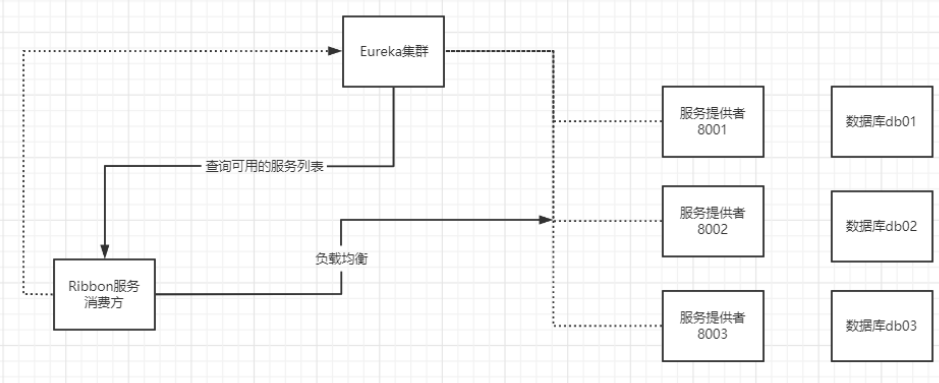 Eureka集群
服务提供者
8001
数据库db01
查询可用的服务列表
服务提供者
8002
数据库db02
负载均衡
Ribbon服务
消费方
服务提供者
8003
数据库db03